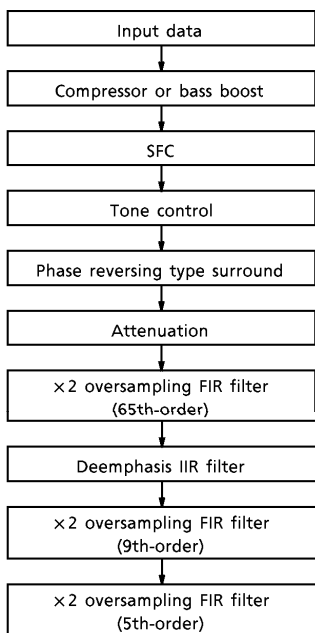 Input data
Compressor or bass boost
SFC
Tone control
Phase reversing type surround
Attenuation
×2 oversampling FIR filter
(65th-order)
Deemphasis IIR filter
×2 oversampling FIR filter
(9th-order)
×2 oversampling FIR filter
(5th-order)